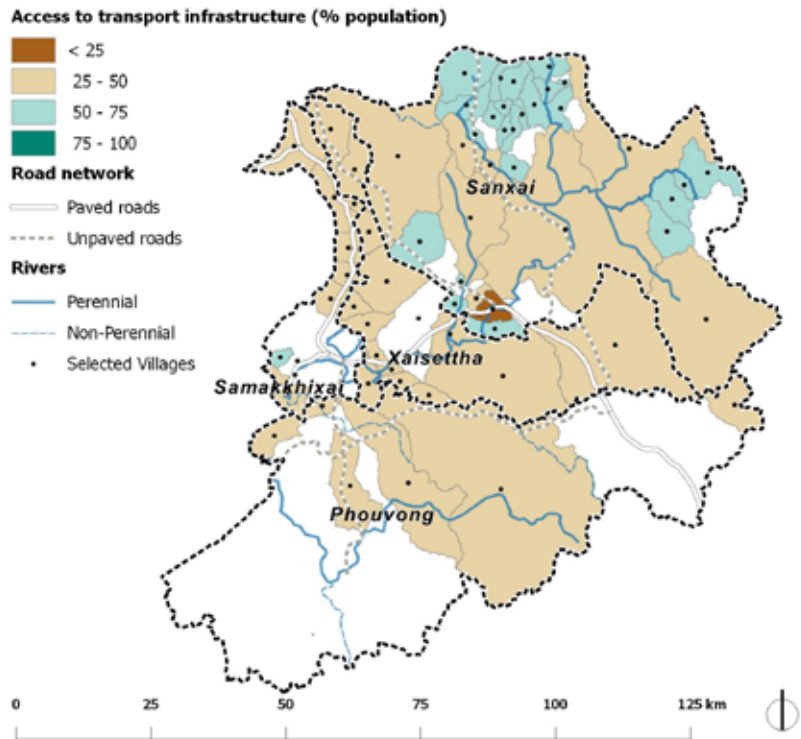 Access to transport infrastructure (% population)
< 25
25 - 50
50 - 75
75 - 100
Road network
Paved roads
Unpaved roads
Rivers
Perennial
Non-Perennial
Selected Villages
Sanxai
Xaisettha
Samakkhixai
Phouvong
0 25 50 75 100 125 km